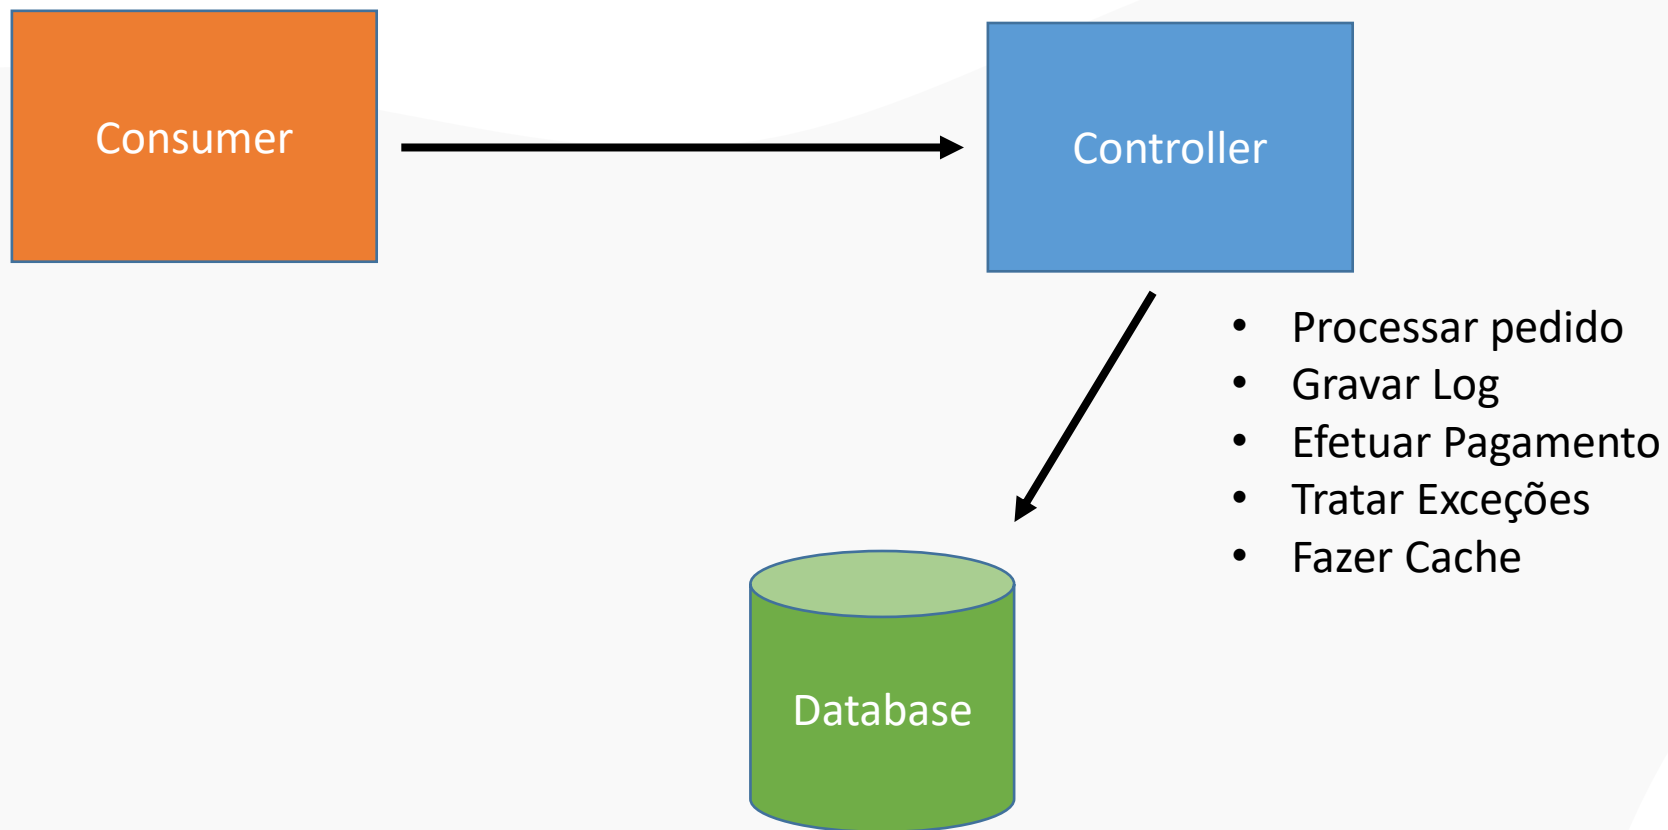 Consumer
Controller
• Processar pedido
• Gravar Log
• Efetuar Pagamento
• Tratar Exceções
• Fazer Cache
Database